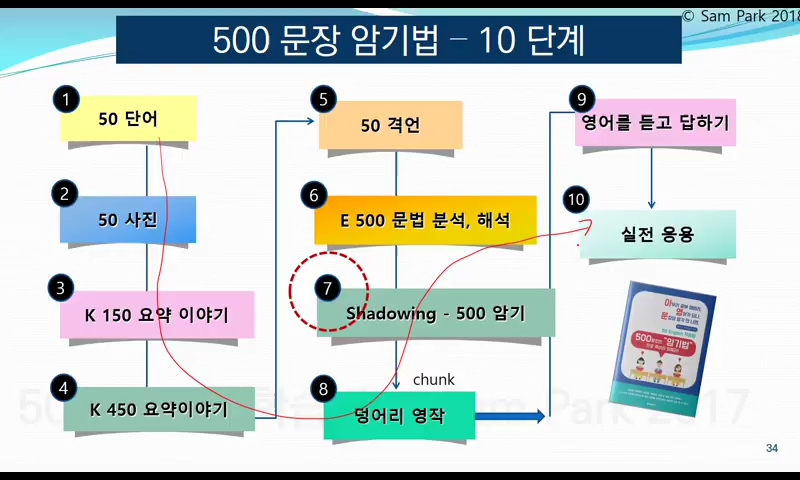 © Sam Park 2018
500 문장 암기법 – 10 단계
1
50 단어
2
50 사진
3
K 150 요약 이야기
4
K 450 요약이야기
5
50 격언
6
E 500 문법 분석, 해석
7
Shadowing - 500 암기
chunk
8
덩어리 영작
9
영어를 듣고 답하기
10
실전 응용
500문장 "암기법"
Sam Park 2017
34